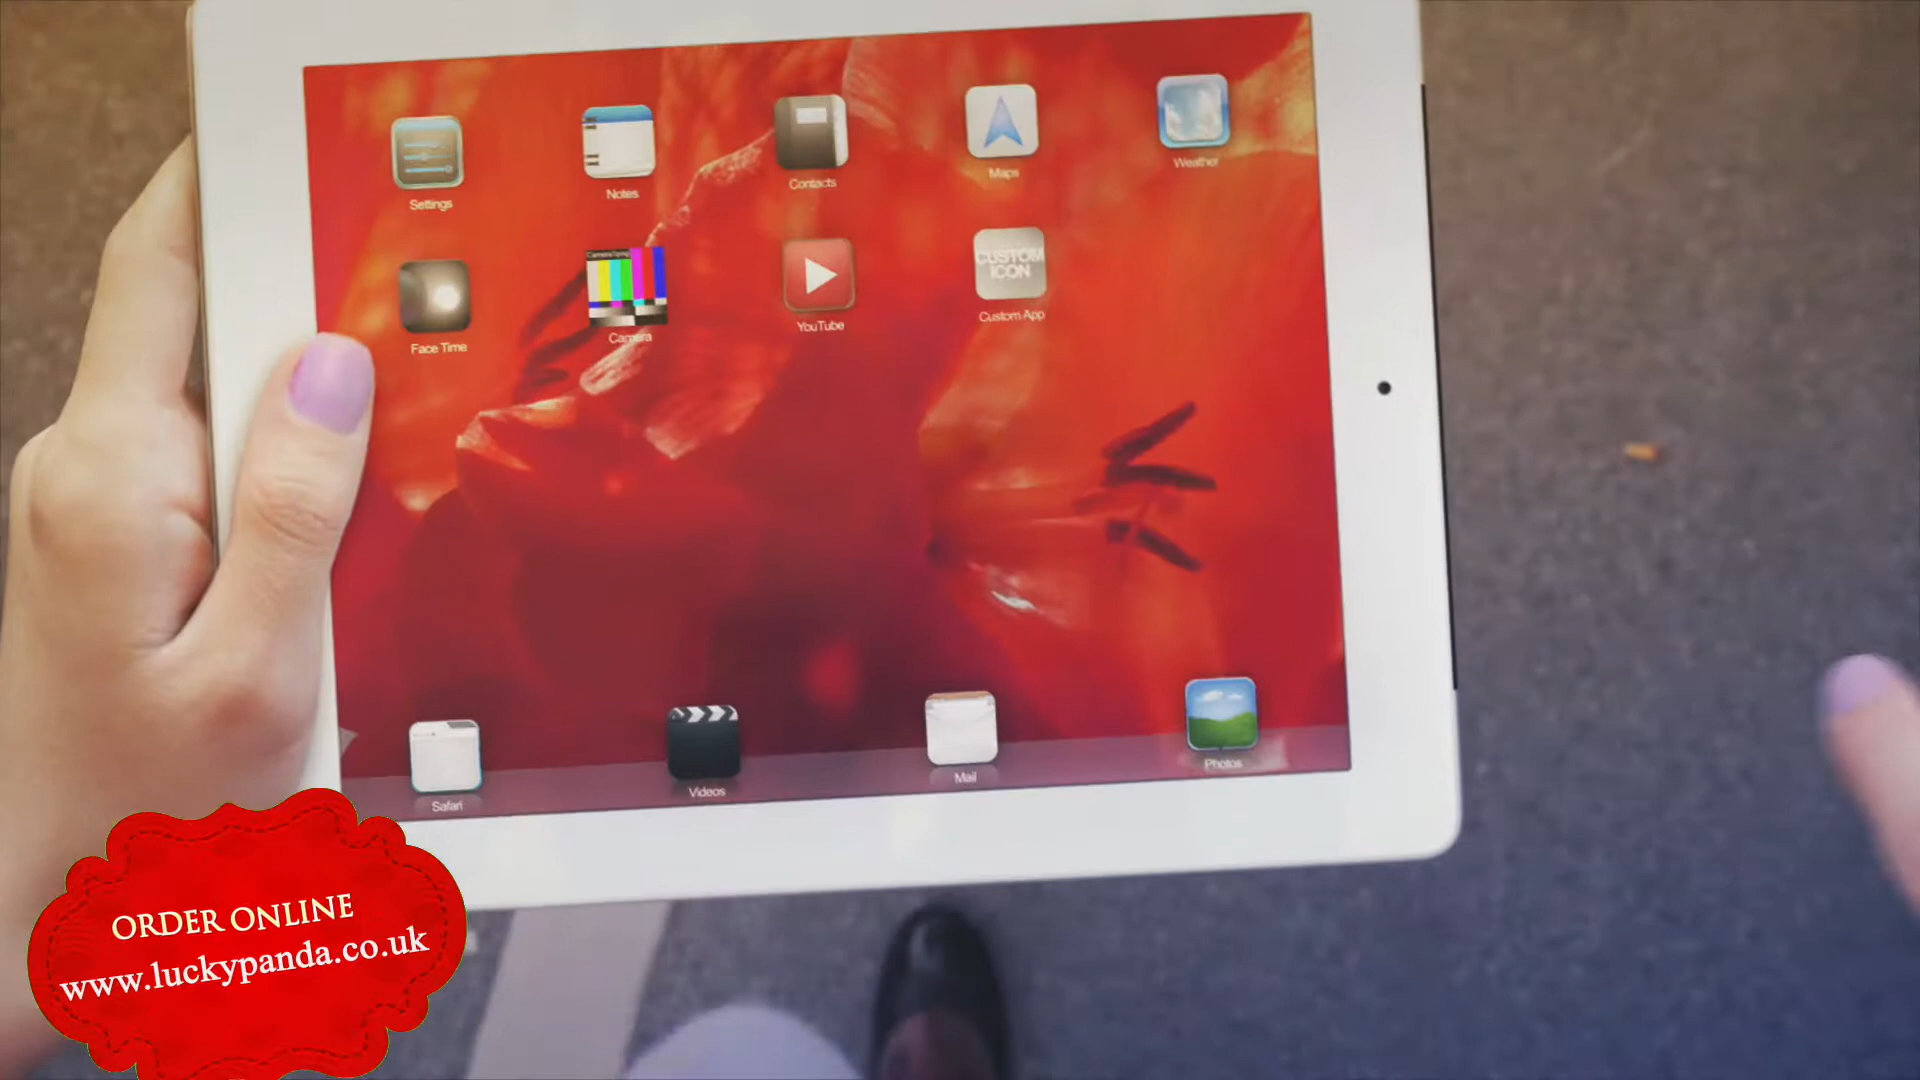 Settings
Notes
Contacts
Maps
Weather
Face Time
Camera
YouTube
CUSTOM
ICON
Custom App
Safari
Videos
Mail
Photos
ORDER ONLINE
www.luckypanda.co.uk